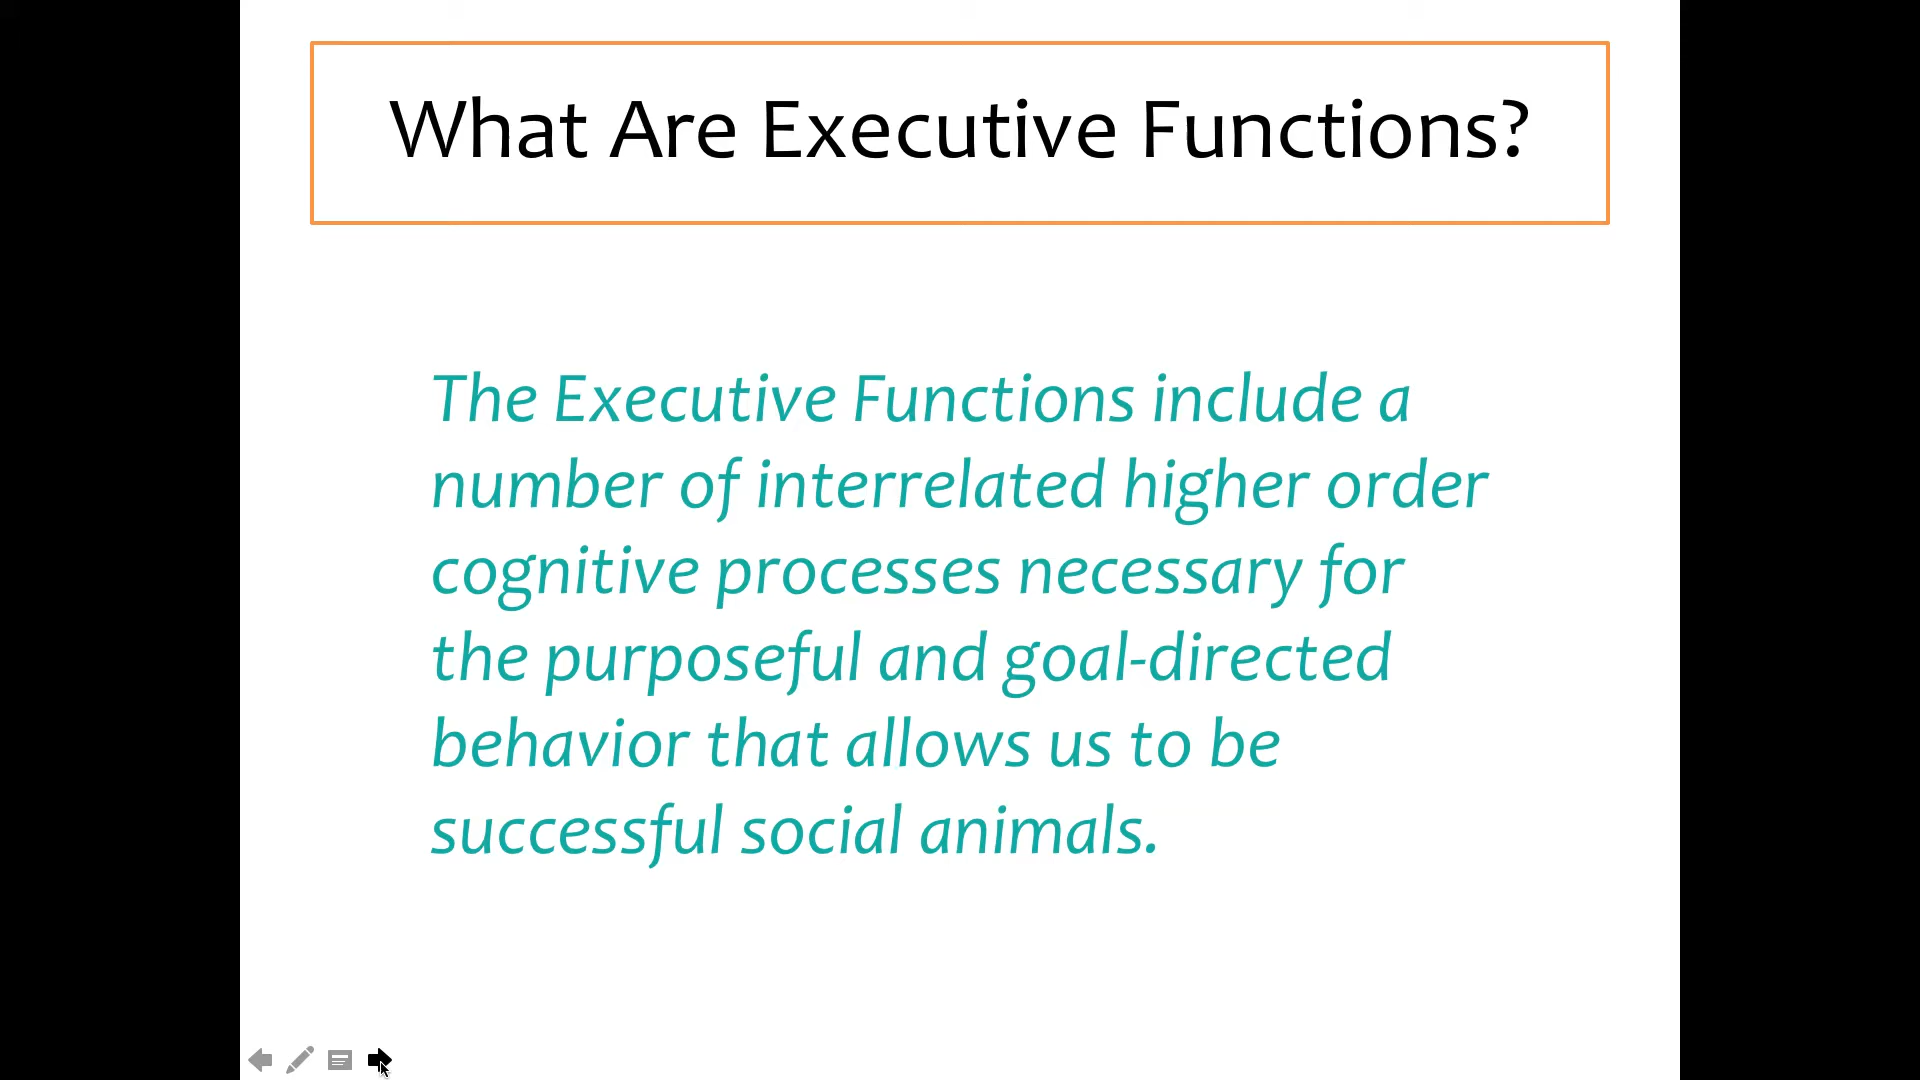 What Are Executive Functions?
The Executive Functions include a
number of interrelated higher order
cognitive processes necessary for
the purposeful and goal-directed
behavior that allows us to be
successful social animals.